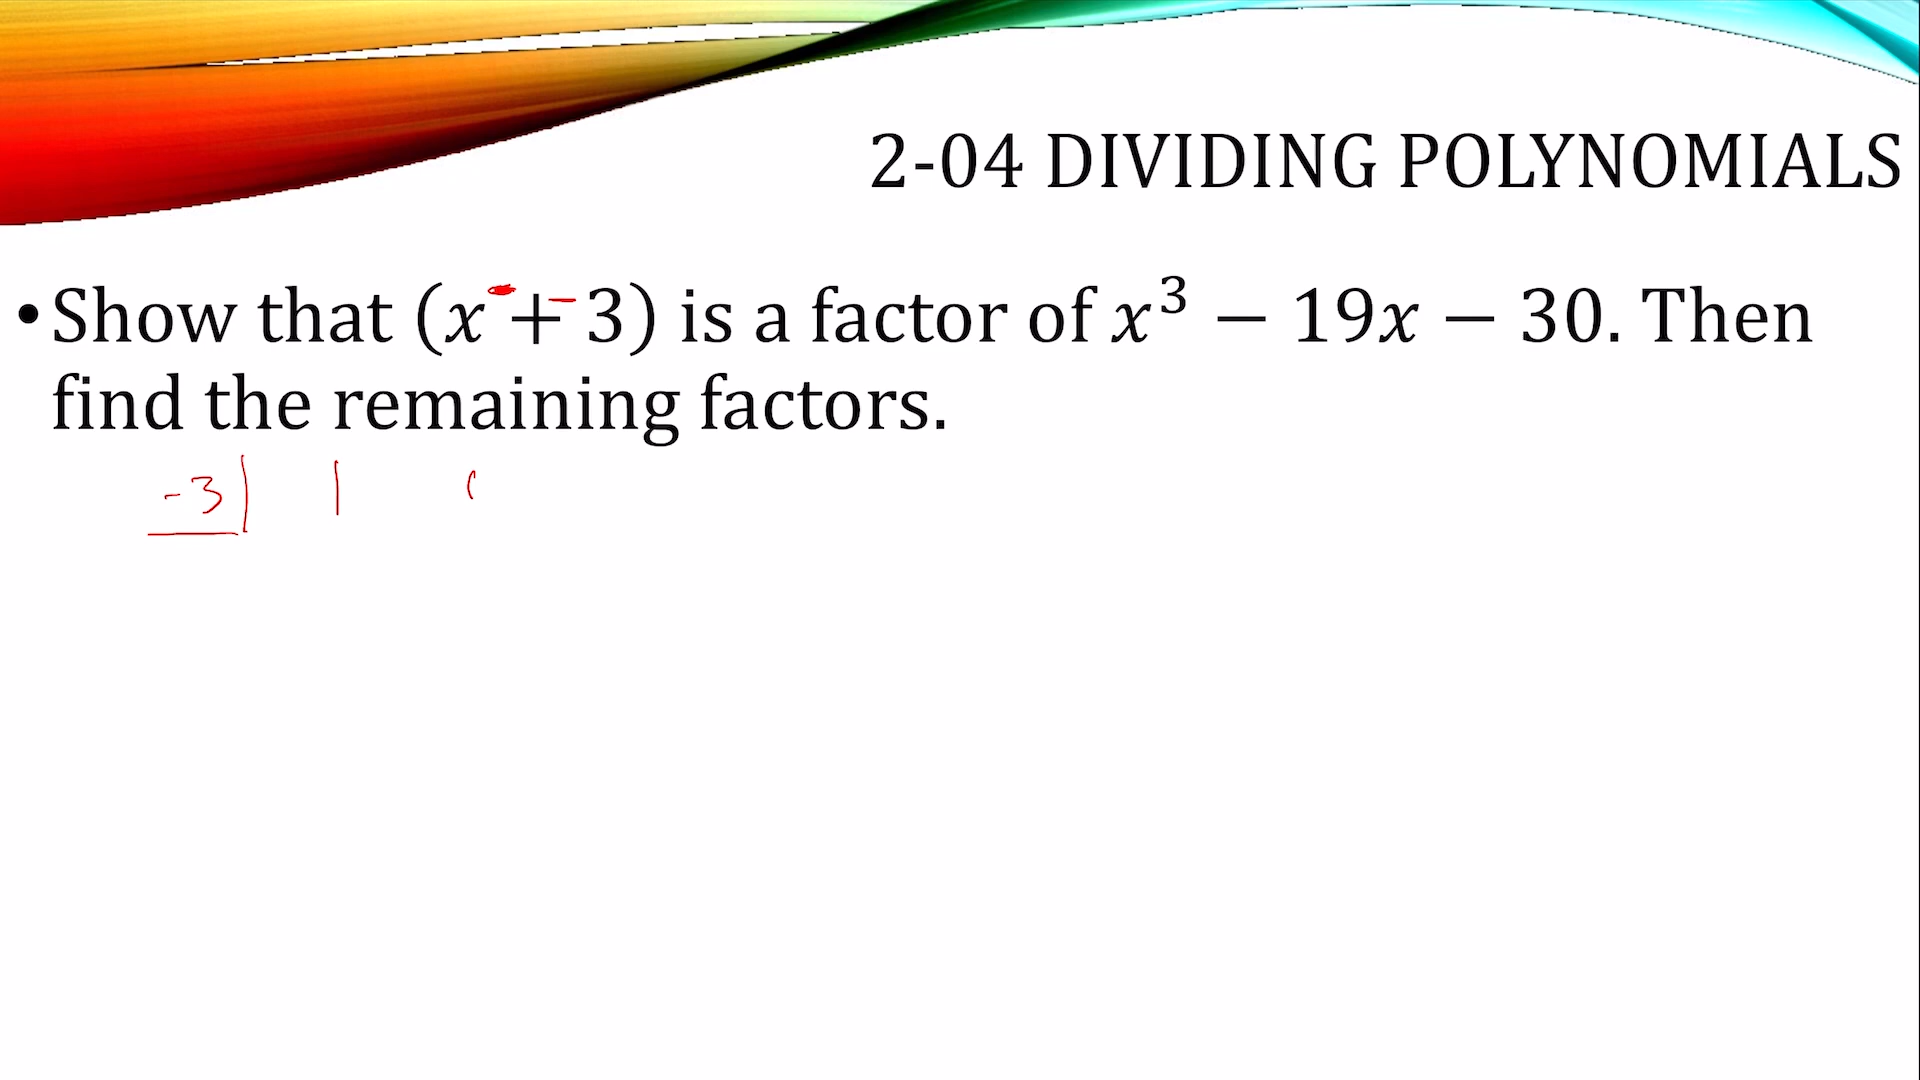 2-04 DIVIDING POLYNOMIALS
• Show that (x + 3) is a factor of x³ − 19x − 30. Then
find the remaining factors.
-3| 1